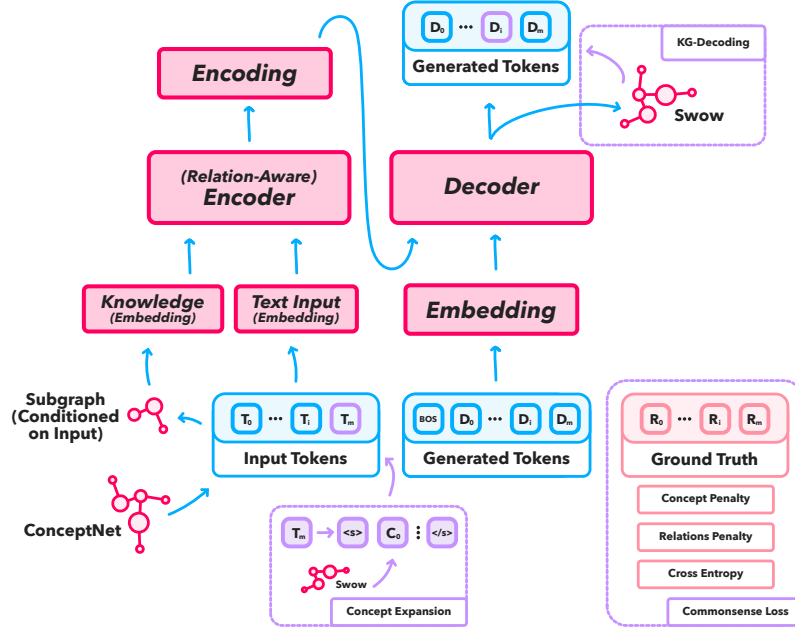 Encoding
D₀ ··· Dᵢ Dₘ
Generated Tokens
KG-Decoding
Swow
(Relation-Aware)
Encoder
Decoder
Knowledge
(Embedding)
Text Input
(Embedding)
Embedding
Subgraph
(Conditioned
on Input)
T₀ ··· Tᵢ Tₘ
Input Tokens
BOS D₀ ··· Dᵢ Dₘ
Generated Tokens
R₀ ··· Rᵢ Rₘ
Ground Truth
Concept Penalty
Relations Penalty
Cross Entropy
Commonsense Loss
ConceptNet
Tₘ <s> C₀ ⋮ </s>
Swow
Concept Expansion